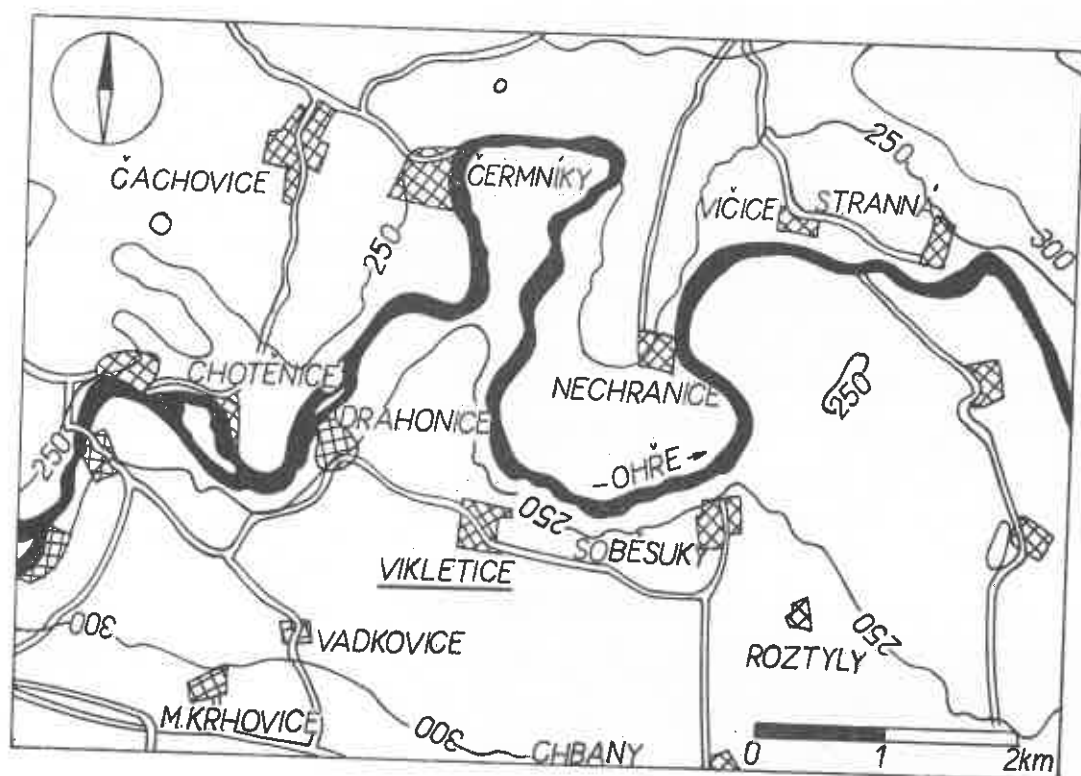 ČACHOVICE
ČERMNÍKY
250
VIČICE
STRANNÁ
250
300
CHOTĚNICE
DRAHONICE
NECHRANICE
250
250
OHŘE
250
SOBĚSUK
VIKLETICE
VADKOVICE
ROZTYLY
250
300
M.KRHOVICE
300
CHBANY
0 1 2km